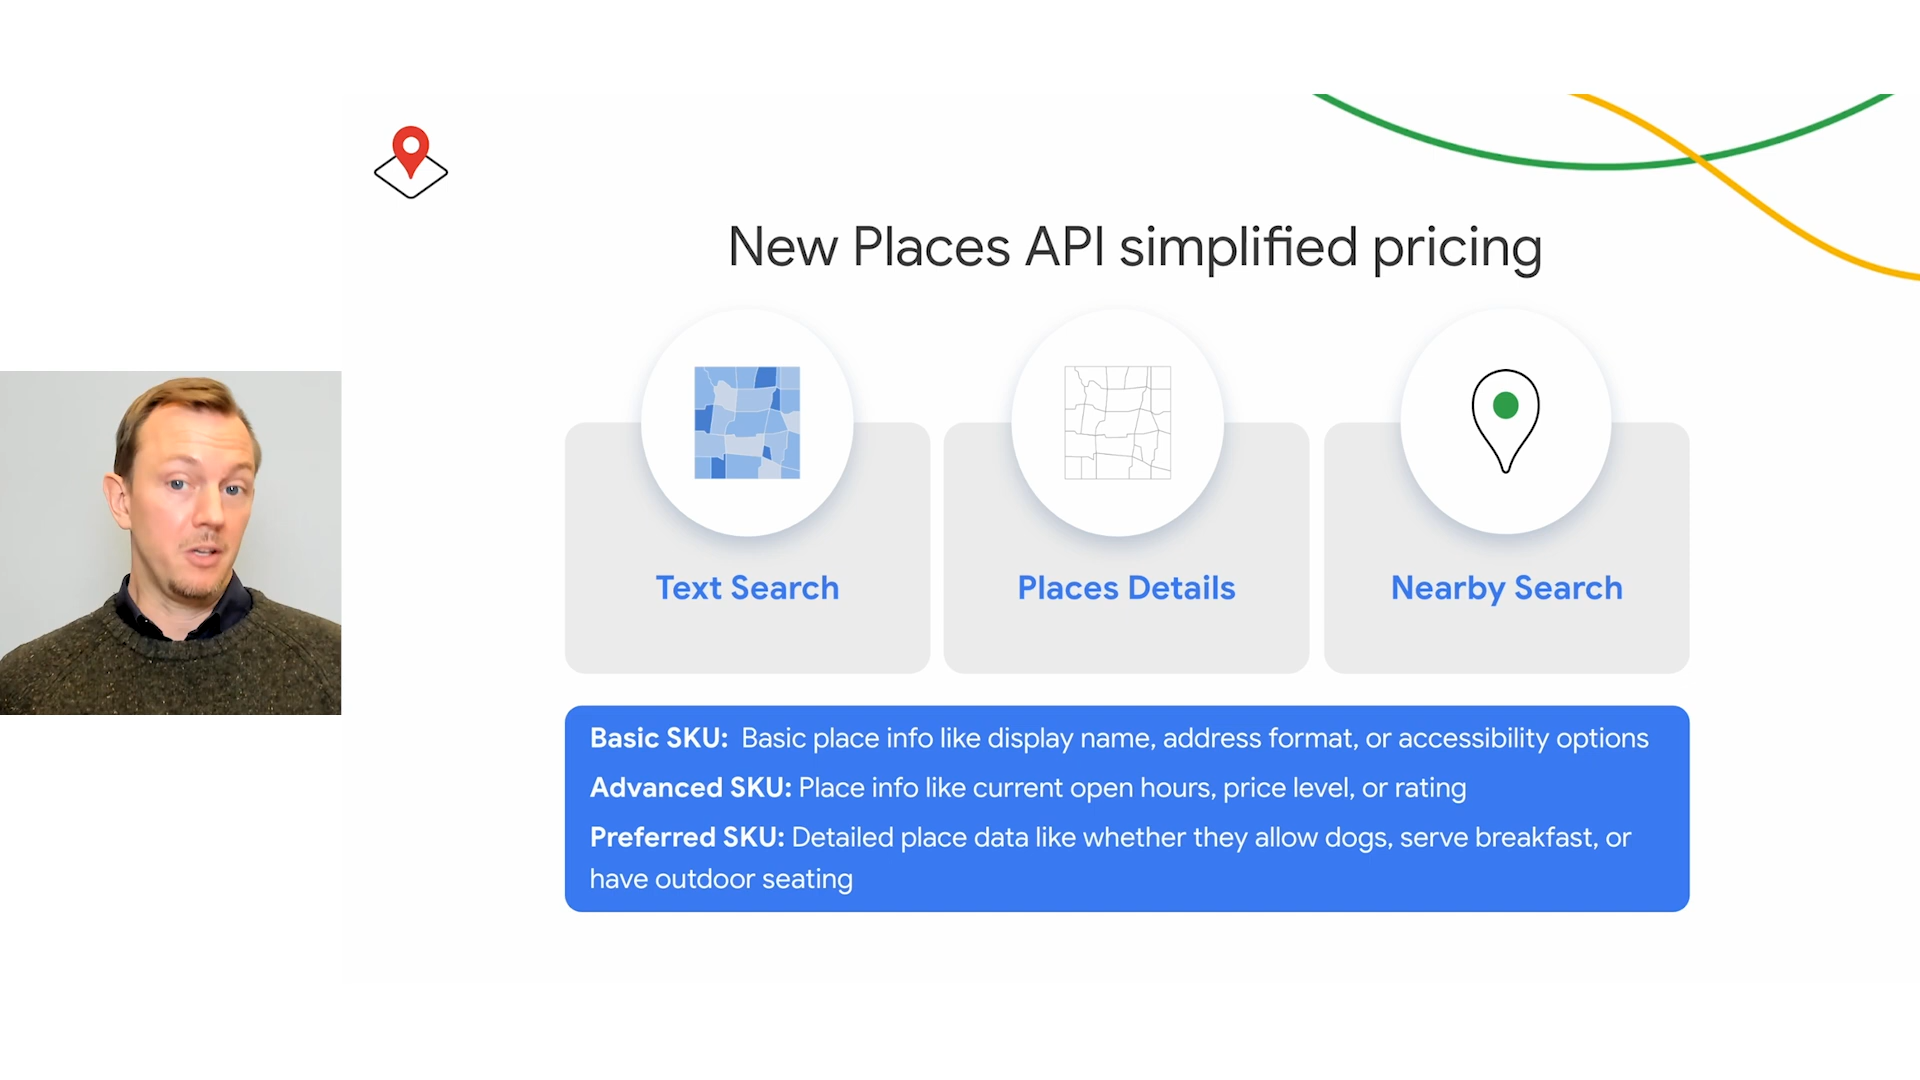 New Places API simplified pricing
Text Search
Places Details
Nearby Search
Basic SKU: Basic place info like display name, address format, or accessibility options
Advanced SKU: Place info like current open hours, price level, or rating
Preferred SKU: Detailed place data like whether they allow dogs, serve breakfast, or
have outdoor seating